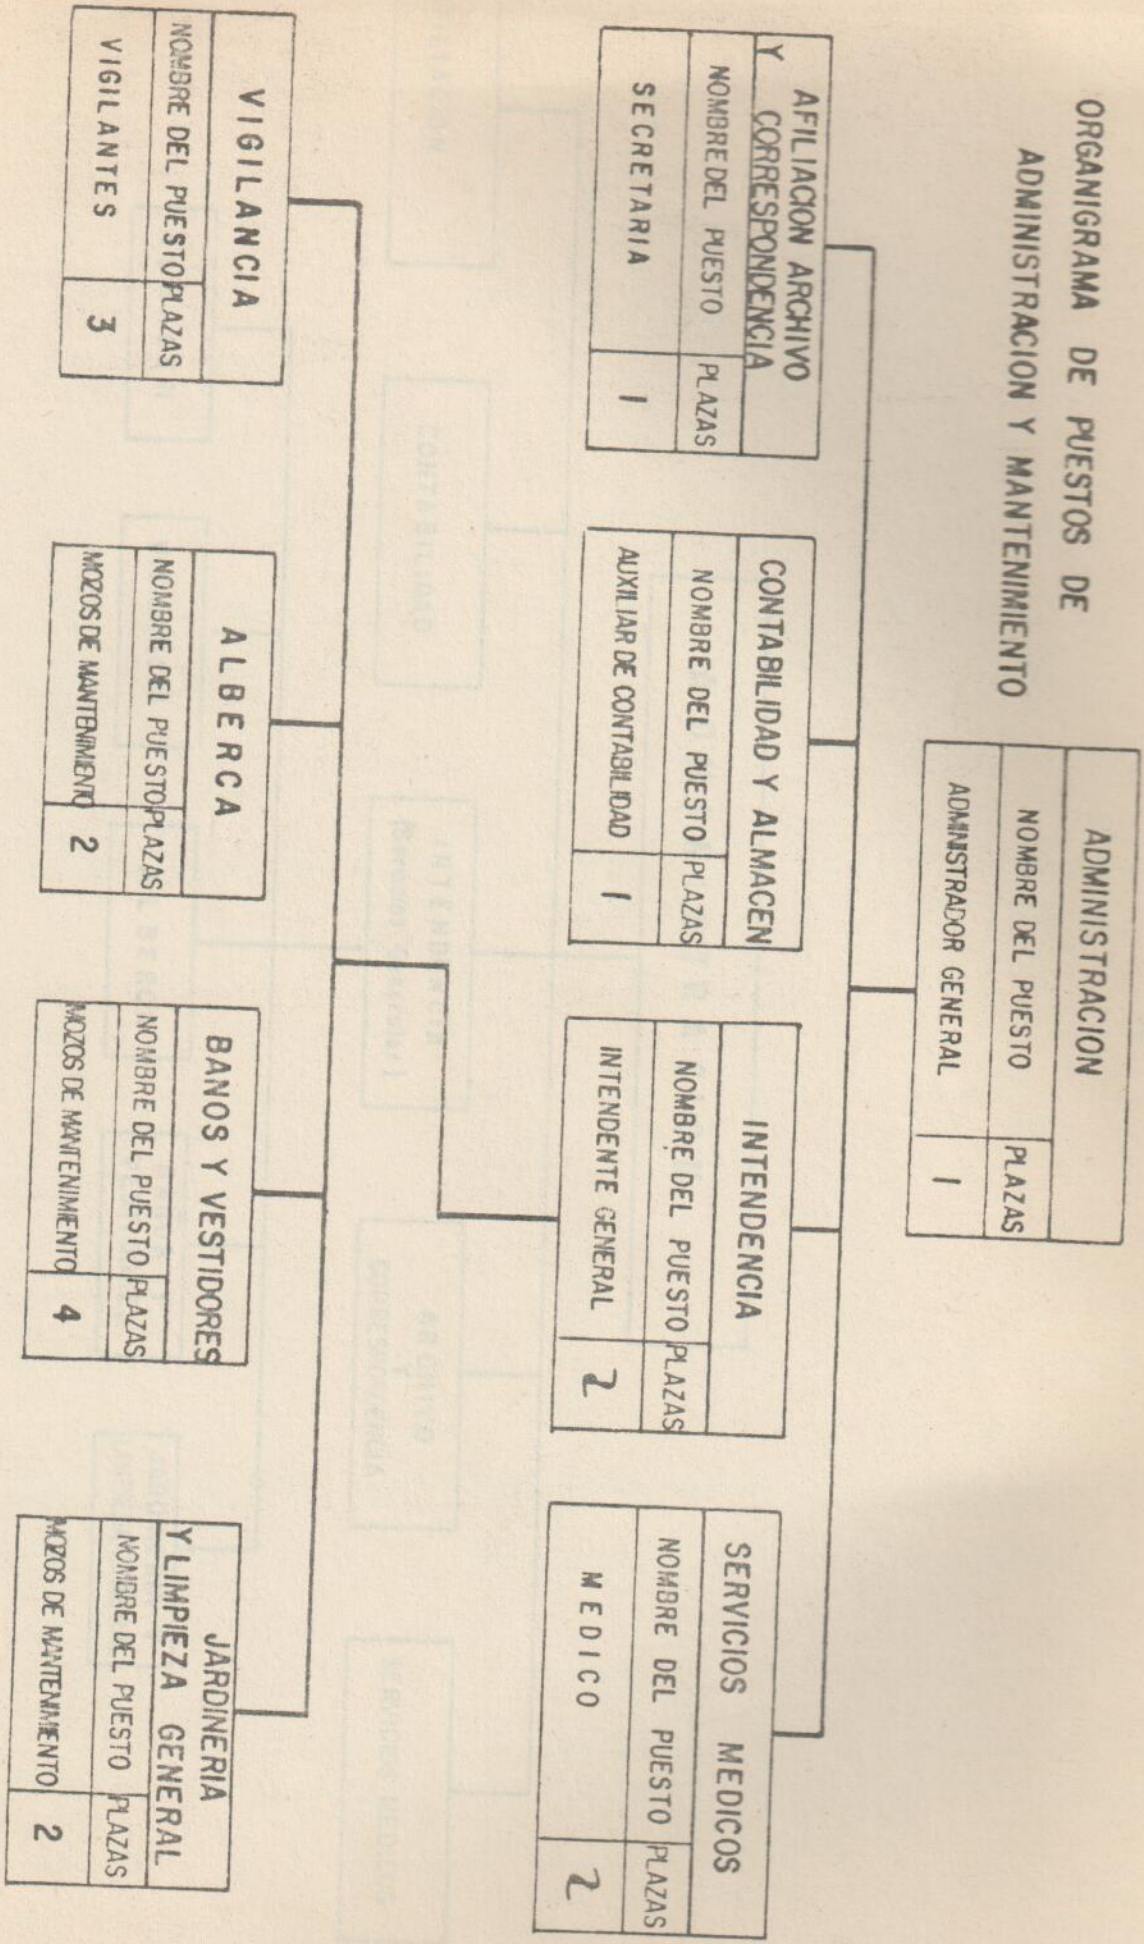 ORGANIGRAMA DE PUESTOS DE
ADMINISTRACION Y MANTENIMIENTO
ADMINISTRACION
NOMBRE DEL PUESTO PLAZAS
ADMINISTRADOR GENERAL 1
AFILIACION ARCHIVO
Y CORRESPONDENCIA
NOMBRE DEL PUESTO PLAZAS
SECRETARIA 1
CONTABILIDAD Y ALMACEN
NOMBRE DEL PUESTO PLAZAS
AUXILIAR DE CONTABILIDAD 1
INTENDENCIA
NOMBRE DEL PUESTO PLAZAS
INTENDENTE GENERAL 2
SERVICIOS MEDICOS
NOMBRE DEL PUESTO PLAZAS
MEDICO 2
VIGILANCIA
NOMBRE DEL PUESTO PLAZAS
VIGILANTES 3
ALBERCA
NOMBRE DEL PUESTO PLAZAS
MOZOS DE MANTENIMIENTO 2
BANOS Y VESTIDORES
NOMBRE DEL PUESTO PLAZAS
MOZOS DE MANTENIMIENTO 4
JARDINERIA
Y LIMPIEZA GENERAL
NOMBRE DEL PUESTO PLAZAS
MOZOS DE MANTENIMIENTO 2